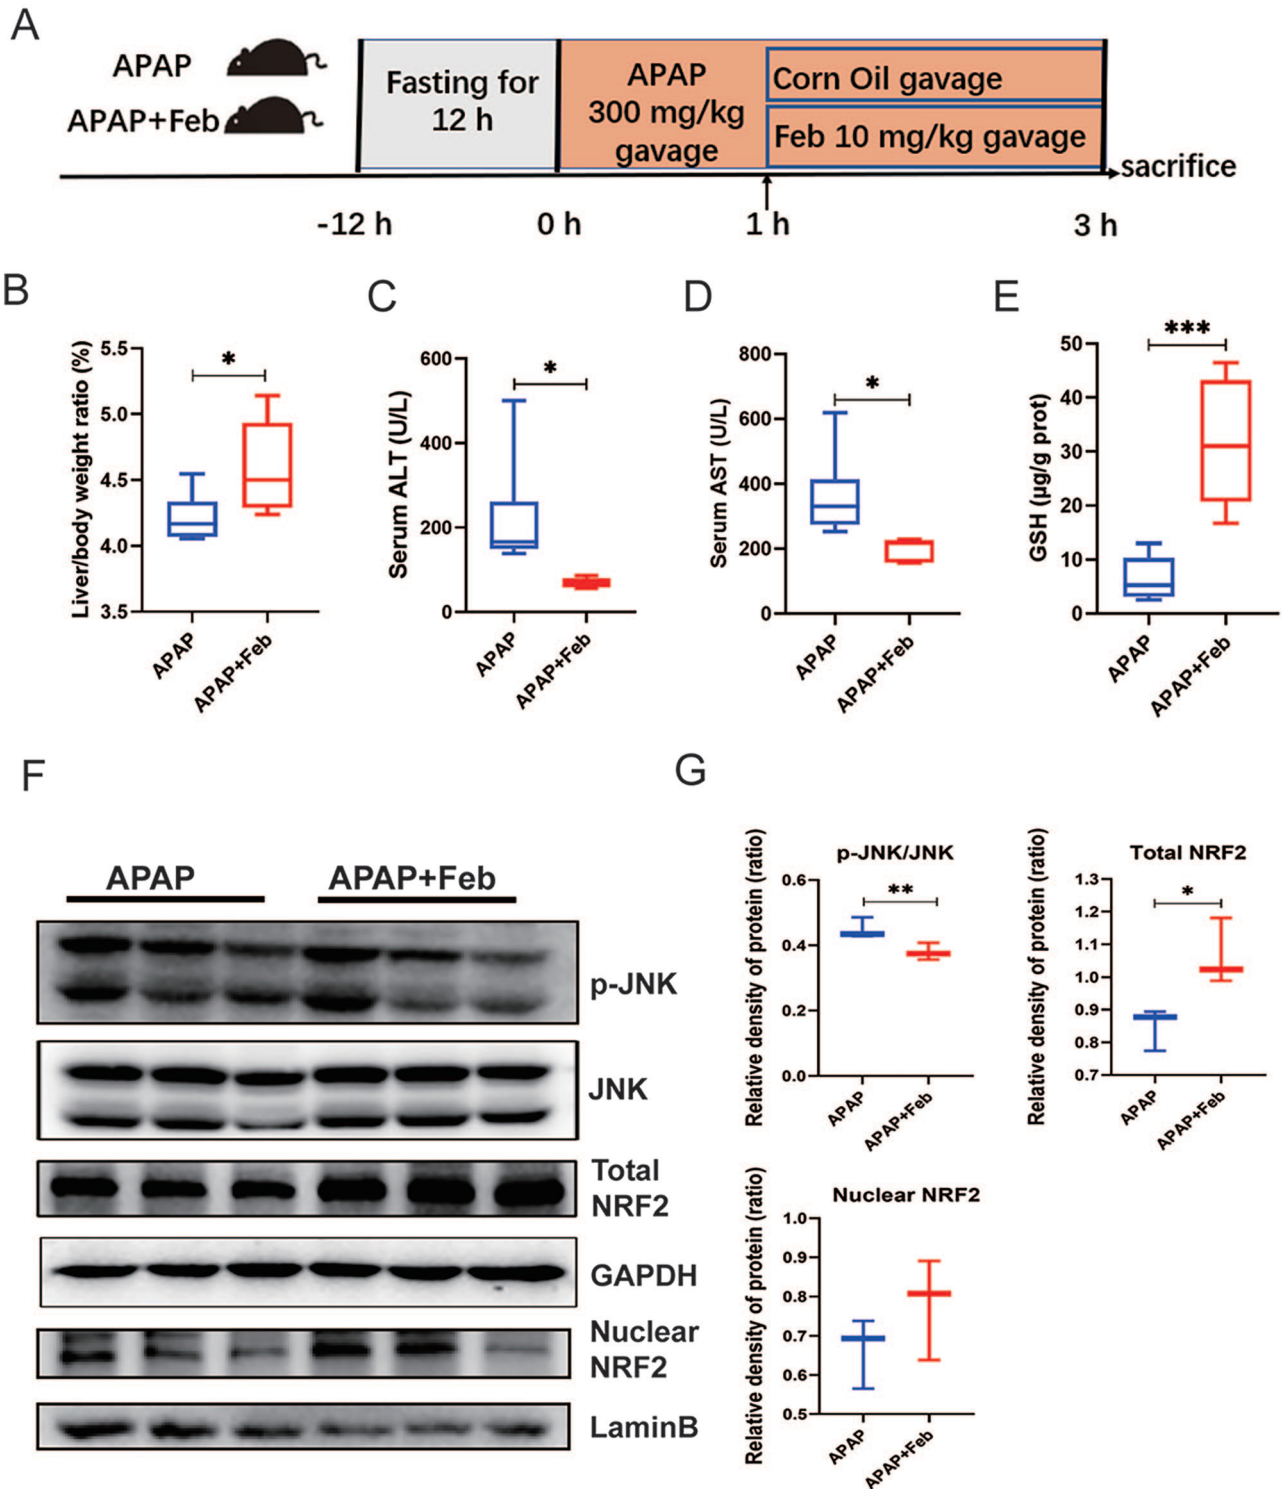 A
APAP
APAP+Feb
Fasting for
12 h
APAP
300 mg/kg
gavage
Corn Oil gavage
Feb 10 mg/kg gavage
sacrifice
-12 h
0 h
1 h
3 h
B
Liver/body weight ratio (%)
5.5
5.0
4.5
4.0
3.5
*
APAP
APAP+Feb
C
Serum ALT (U/L)
600
400
200
0
*
APAP
APAP+Feb
D
Serum AST (U/L)
800
600
400
200
0
*
APAP
APAP+Feb
E
GSH (μg/g prot)
50
40
30
20
10
0
***
APAP
APAP+Feb
F
APAP
APAP+Feb
p-JNK
JNK
Total
NRF2
GAPDH
Nuclear
NRF2
LaminB
G
p-JNK/JNK
Relative density of protein (ratio)
0.6
0.4
0.2
0.0
**
APAP
APAP+Feb
Total NRF2
Relative density of protein (ratio)
1.3
1.2
1.1
1.0
0.9
0.8
0.7
*
APAP
APAP+Feb
Nuclear NRF2
Relative density of protein (ratio)
1.0
0.9
0.8
0.7
0.6
0.5
APAP
APAP+Feb